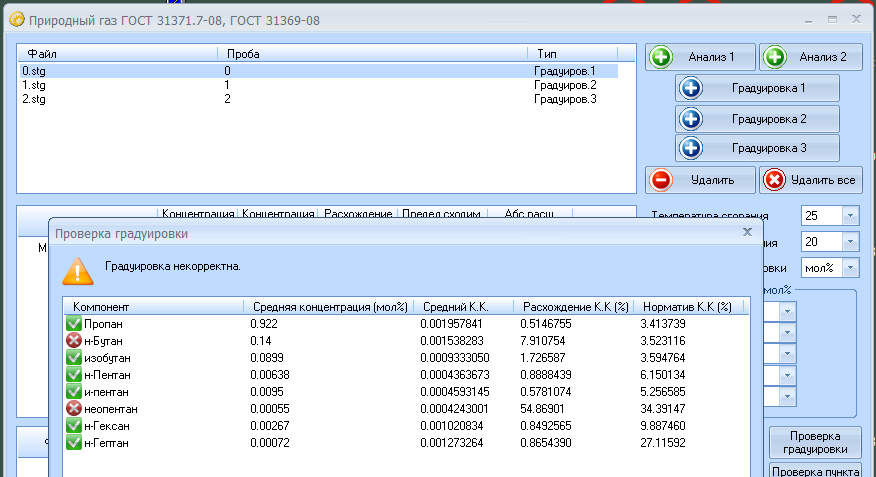 Природный газ ГОСТ 31371.7-08, ГОСТ 31369-08
Файл Проба Тип
0.stg 0 Градуиров.1
1.stg 1 Градуиров.2
2.stg 2 Градуиров.3
Анализ 1 Анализ 2
Градуировка 1
Градуировка 2
Градуировка 3
Удалить Удалить все
Концентрация Концентрация Расхождение Предел сходим. Абс.расш.
Температура сгорания 25
20
мол%
мол%
Проверка градуировки
Градуировка некорректна.
Компонент Средняя концентрация (мол%) Средний К.К. Расхождение К.К (%) Норматив К.К (%)
Пропан 0.922 0.001957841 0.5146755 3.413739
н-Бутан 0.14 0.001538283 7.910754 3.523116
изобутан 0.0899 0.0009333050 1.726587 3.594764
н-Пентан 0.00638 0.0004363673 0.8888439 6.150134
и-пентан 0.0095 0.0004593145 0.5781074 5.256585
неопентан 0.00055 0.0004243001 54.86901 34.39147
н-Гексан 0.00267 0.001020834 0.8492565 9.887460
н-Гептан 0.00072 0.001273264 0.8654390 27.11592
Проверка
градуировки
Проверка пункта